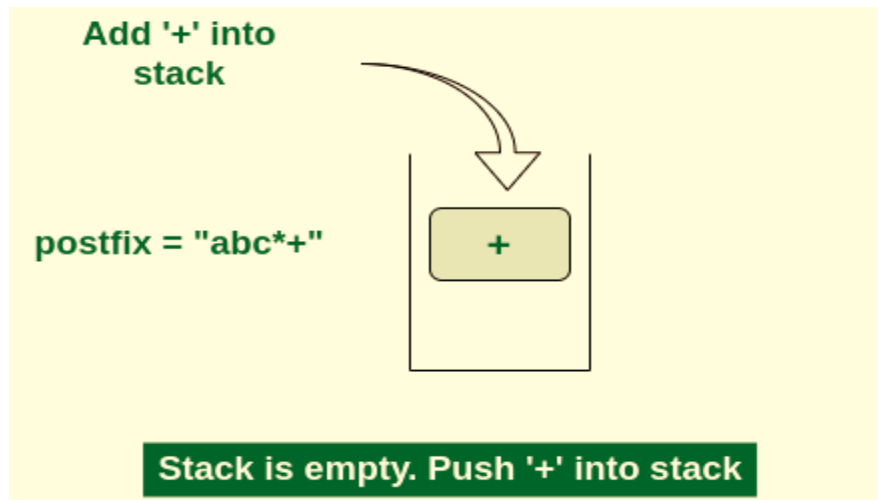 Add '+' into
stack
postfix = "abc*+"
+
Stack is empty. Push '+' into stack